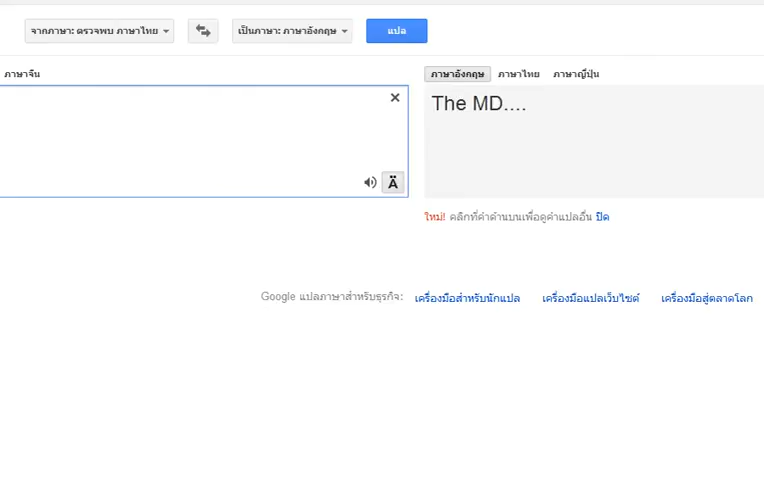 จากภาษา: ตรวจพบ ภาษาไทย เป็นภาษา: ภาษาอังกฤษ แปล
ภาษาจีน ภาษาอังกฤษ ภาษาไทย ภาษาญี่ปุ่น
The MD....
Ä
ใหม่! คลิกที่คำด้านบนเพื่อดูคำแปลอื่น ปิด
Google แปลภาษาสำหรับธุรกิจ: เครื่องมือสำหรับนักแปล เครื่องมือแปลเว็บไซต์ เครื่องมือสู่ตลาดโลก